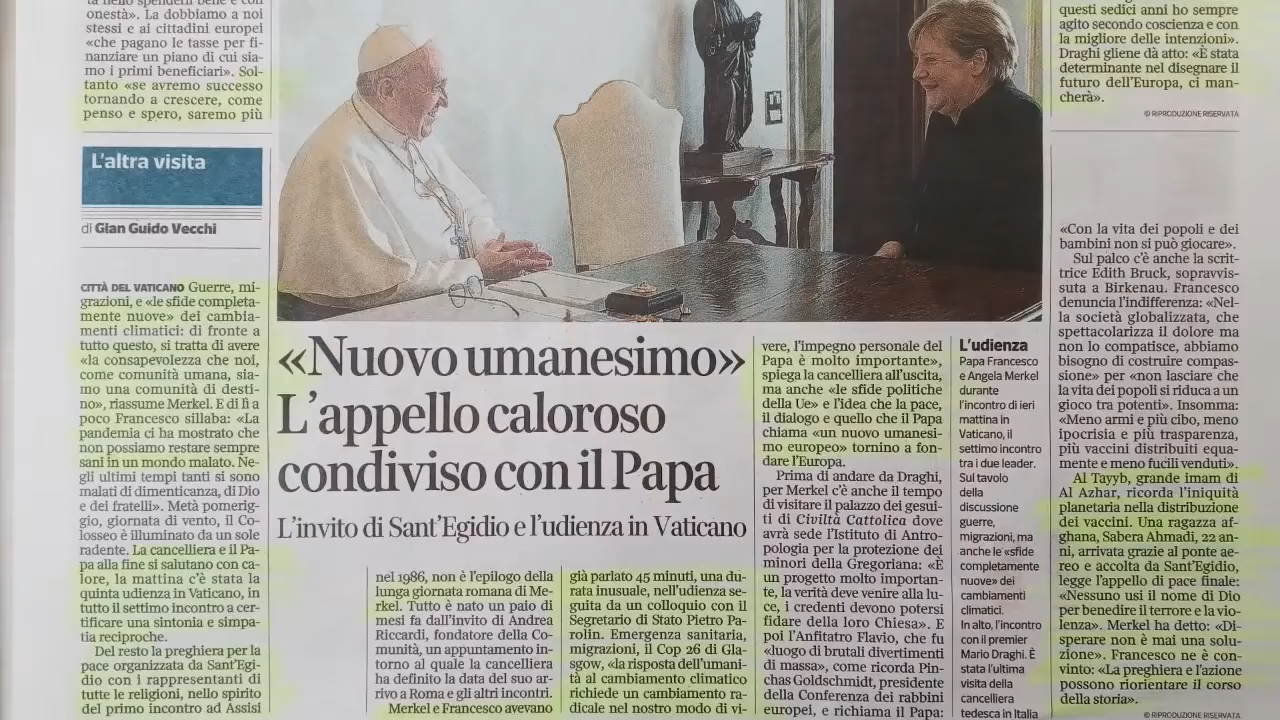 ta nello spenderli bene e con
onestà». La dobbiamo a noi
stessi e ai cittadini europei
«che pagano le tasse per fi-
nanziare un piano di cui sia-
mo i primi beneficiari». Sol-
tanto «se avremo successo
tornando a crescere, come
penso e spero, saremo più
questi sedici anni ho sempre
agito secondo coscienza e con
la migliore delle intenzioni».
Draghi gliene dà atto: «È stata
determinante nel disegnare il
futuro dell'Europa, ci man-
cherà».
© RIPRODUZIONE RISERVATA
L'altra visita
di Gian Guido Vecchi
CITTÀ DEL VATICANO Guerre, mi-
grazioni, e «le sfide completa-
mente nuove» dei cambia-
menti climatici: di fronte a
tutto questo, si tratta di avere
«la consapevolezza che noi,
come comunità umana, sia-
mo una comunità di desti-
no», riassume Merkel. E di lì a
poco Francesco sillaba: «La
pandemia ci ha mostrato che
non possiamo restare sempre
sani in un mondo malato. Ne-
gli ultimi tempi tanti si sono
malati di dimenticanza, di Dio
e dei fratelli». Metà pomerig-
gio, giornata di vento, il Co-
losseo è illuminato da un sole
radente. La cancelliera e il Pa-
pa alla fine si salutano con ca-
lore, la mattina c'è stata la
quinta udienza in Vaticano, in
tutto il settimo incontro a cer-
tificare una sintonia e simpa-
tia reciproche.
Del resto la preghiera per la
pace organizzata da Sant'Egi-
dio con i rappresentanti di
tutte le religioni, nello spirito
del primo incontro ad Assisi
«Nuovo umanesimo»
L'appello caloroso
condiviso con il Papa
L'invito di Sant'Egidio e l'udienza in Vaticano
nel 1986, non è l'epilogo della
lunga giornata romana di Me-
rkel. Tutto è nato un paio di
mesi fa dall'invito di Andrea
Riccardi, fondatore della Co-
munità, un appuntamento in-
torno al quale la cancelliera
ha definito la data del suo arr-
ivo a Roma e gli altri incontri.
Merkel e Francesco avevano
già parlato 45 minuti, una du-
rata inusuale, nell'udienza se-
guita da un colloquio con il
Segretario di Stato Pietro Pa-
rolin. Emergenza sanitaria,
migrazioni, il Cop 26 di Gla-
sgow, «la risposta dell'umani-
tà al cambiamento climatico
richiede un cambiamento ra-
dicale nel nostro modo di vi-
vere, l'impegno personale del
Papa è molto importante»,
spiega la cancelliera all'uscita,
ma anche «le sfide politiche
della Ue» e l'idea che la pace,
il dialogo e quello che il Papa
chiama «un nuovo umanesi-
mo europeo» tornino a fon-
dare l'Europa.
Prima di andare da Draghi,
per Merkel c'è anche il tempo
di visitare il palazzo dei gesui-
ti di Civiltà Cattolica dove
avrà sede l'Istituto di Antro-
pologia per la protezione dei
minori della Gregoriana: «È
un progetto molto importan-
te, la verità deve venire alla lu-
ce, i credenti devono potersi
fidare della loro Chiesa». E
poi l'Anfitatro Flavio, che fu
«luogo di brutali divertimenti
di massa», come ricorda Pin-
chas Goldschmidt, presidente
della Conferenza dei rabbini
europei, e richiama il Papa:
L'udienza
Papa Francesco
e Angela Merkel
durante
l'incontro di ieri
mattina in
Vaticano, il
settimo incontro
tra i due leader.
Sul tavolo
della
discussione
guerre,
migrazioni, ma
anche le «sfide
completamente
nuove» dei
cambiamenti
climatici.
In alto, l'incontro
con il premier
Mario Draghi. È
stata l'ultima
visita della
cancelliera
tedesca in Italia
«Con la vita dei popoli e dei
bambini non si può giocare».
Sul palco c'è anche la scrit-
trice Edith Bruck, sopravvis-
suta a Birkenau. Francesco
denuncia l'indifferenza: «Nel-
la società globalizzata, che
spettacolarizza il dolore ma
non lo compatisce, abbiamo
bisogno di costruire compas-
sione» per «non lasciare che
la vita dei popoli si riduca a un
gioco tra potenti». Insomma:
«Meno armi e più cibo, meno
ipocrisia e più trasparenza,
più vaccini distribuiti equa-
mente e meno fucili venduti».
Al Tayyb, grande imam di
Al Azhar, ricorda l'iniquità
planetaria nella distribuzione
dei vaccini. Una ragazza af-
ghana, Sabera Ahmadi, 22 an-
ni, arrivata grazie al ponte ae-
reo e accolta da Sant'Egidio,
legge l'appello di pace finale:
«Nessuno usi il nome di Dio
per benedire il terrore e la vio-
lenza». Merkel ha detto: «Di-
sperare non è mai una solu-
zione». Francesco ne è con-
vinto: «La preghiera e l'azione
possono riorientare il corso
della storia».
© RIPRODUZIONE RISERVATA